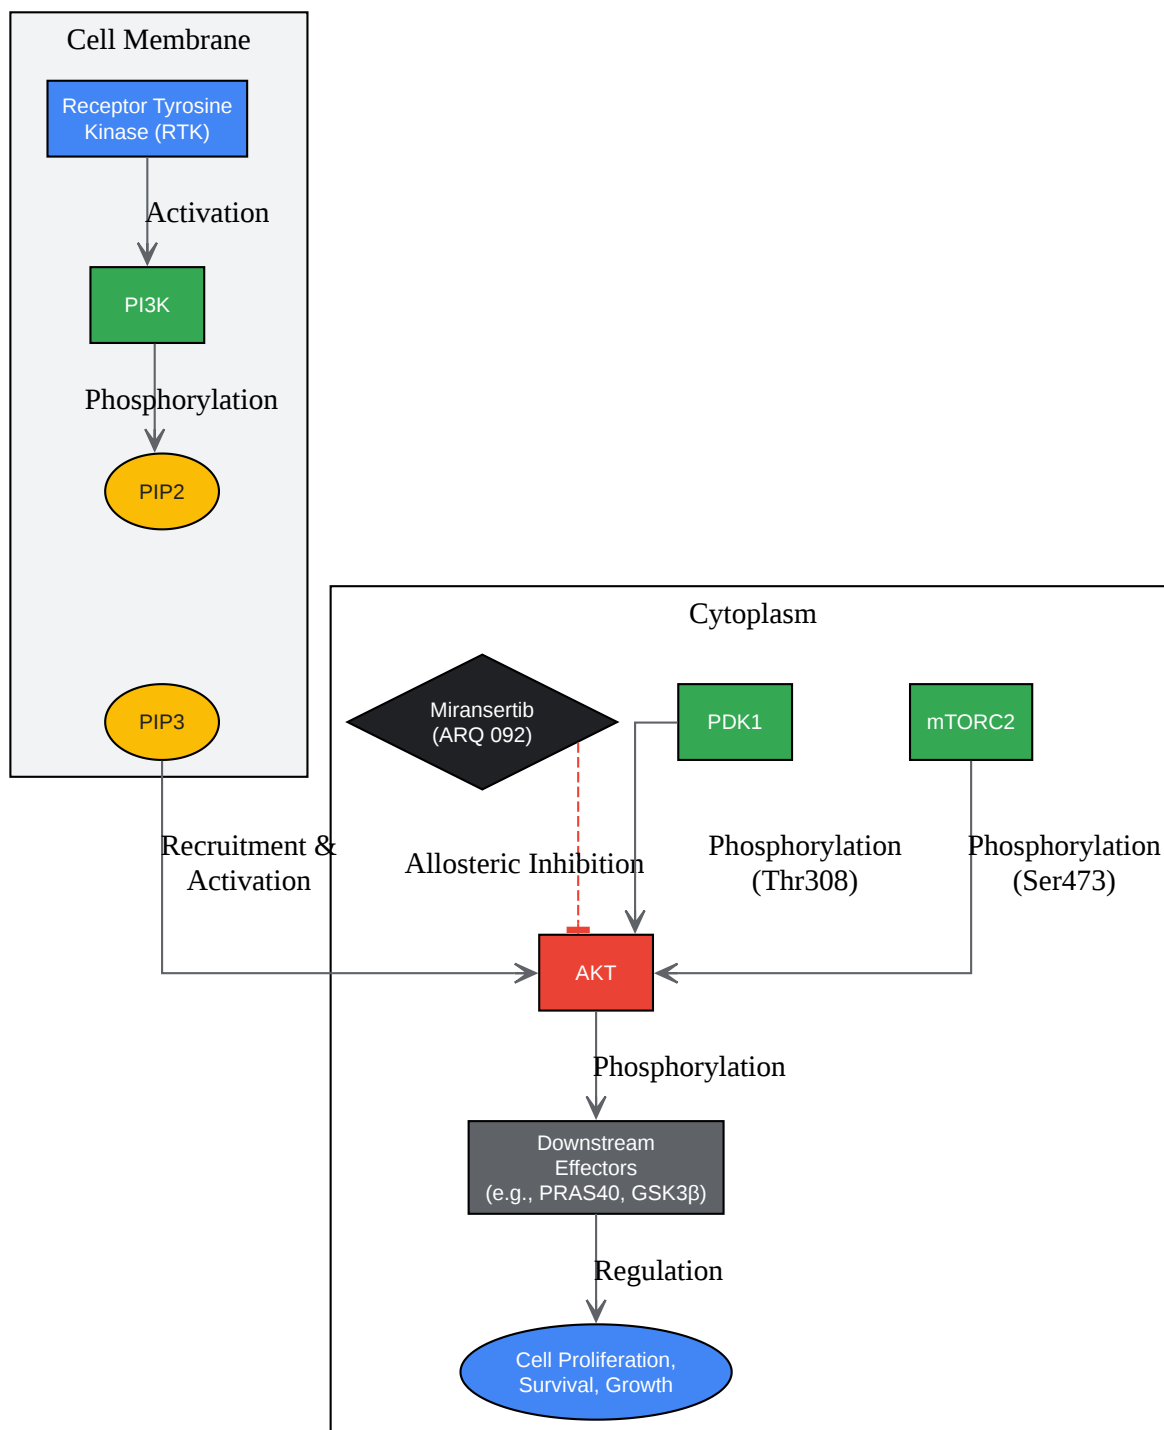 Cell Membrane
Receptor Tyrosine
Kinase (RTK)
Activation
PI3K
Phosphorylation
PIP2
PIP3
Recruitment &
Activation
Cytoplasm
Miransertib
(ARQ 092)
PDK1
mTORC2
Allosteric Inhibition
Phosphorylation
(Thr308)
Phosphorylation
(Ser473)
AKT
Phosphorylation
Downstream
Effectors
(e.g., PRAS40, GSK3β)
Regulation
Cell Proliferation,
Survival, Growth